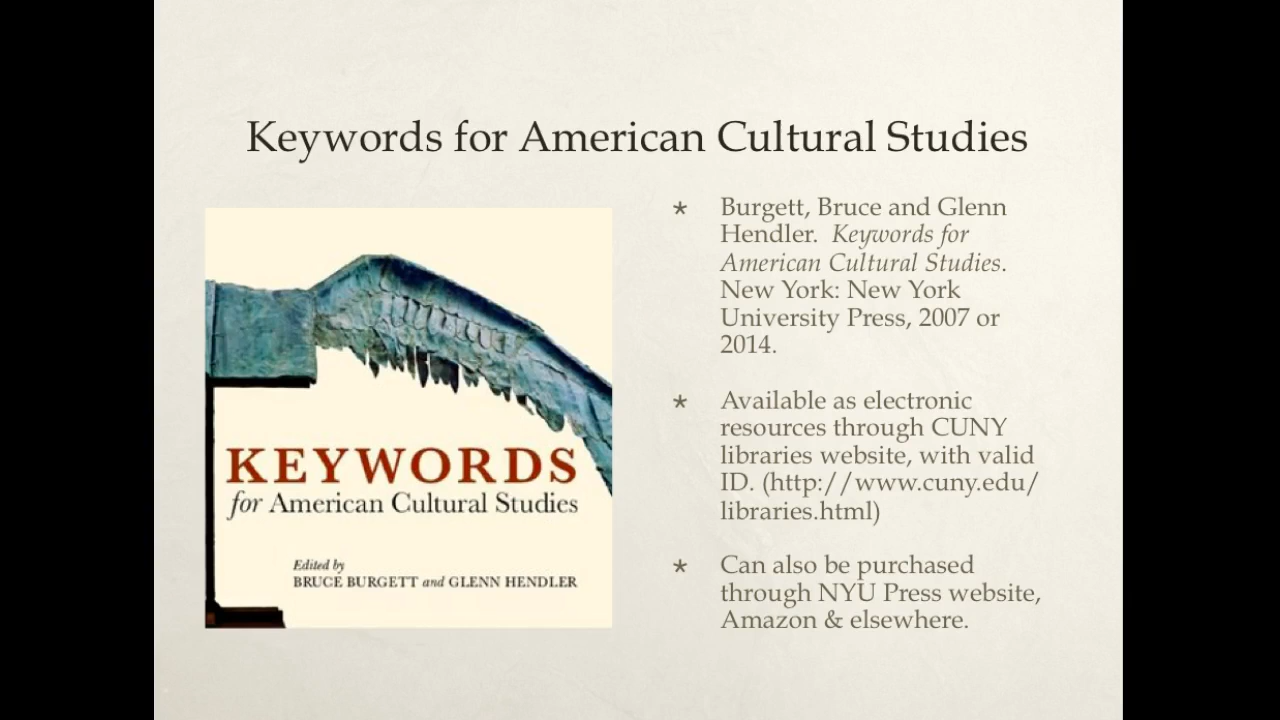 Keywords for American Cultural Studies
KEYWORDS
for American Cultural Studies
Edited by
BRUCE BURGETT and GLENN HENDLER
* Burgett, Bruce and Glenn
Hendler. Keywords for
American Cultural Studies.
New York: New York
University Press, 2007 or
2014.
* Available as electronic
resources through CUNY
libraries website, with valid
ID. (http://www.cuny.edu/
libraries.html)
* Can also be purchased
through NYU Press website,
Amazon & elsewhere.